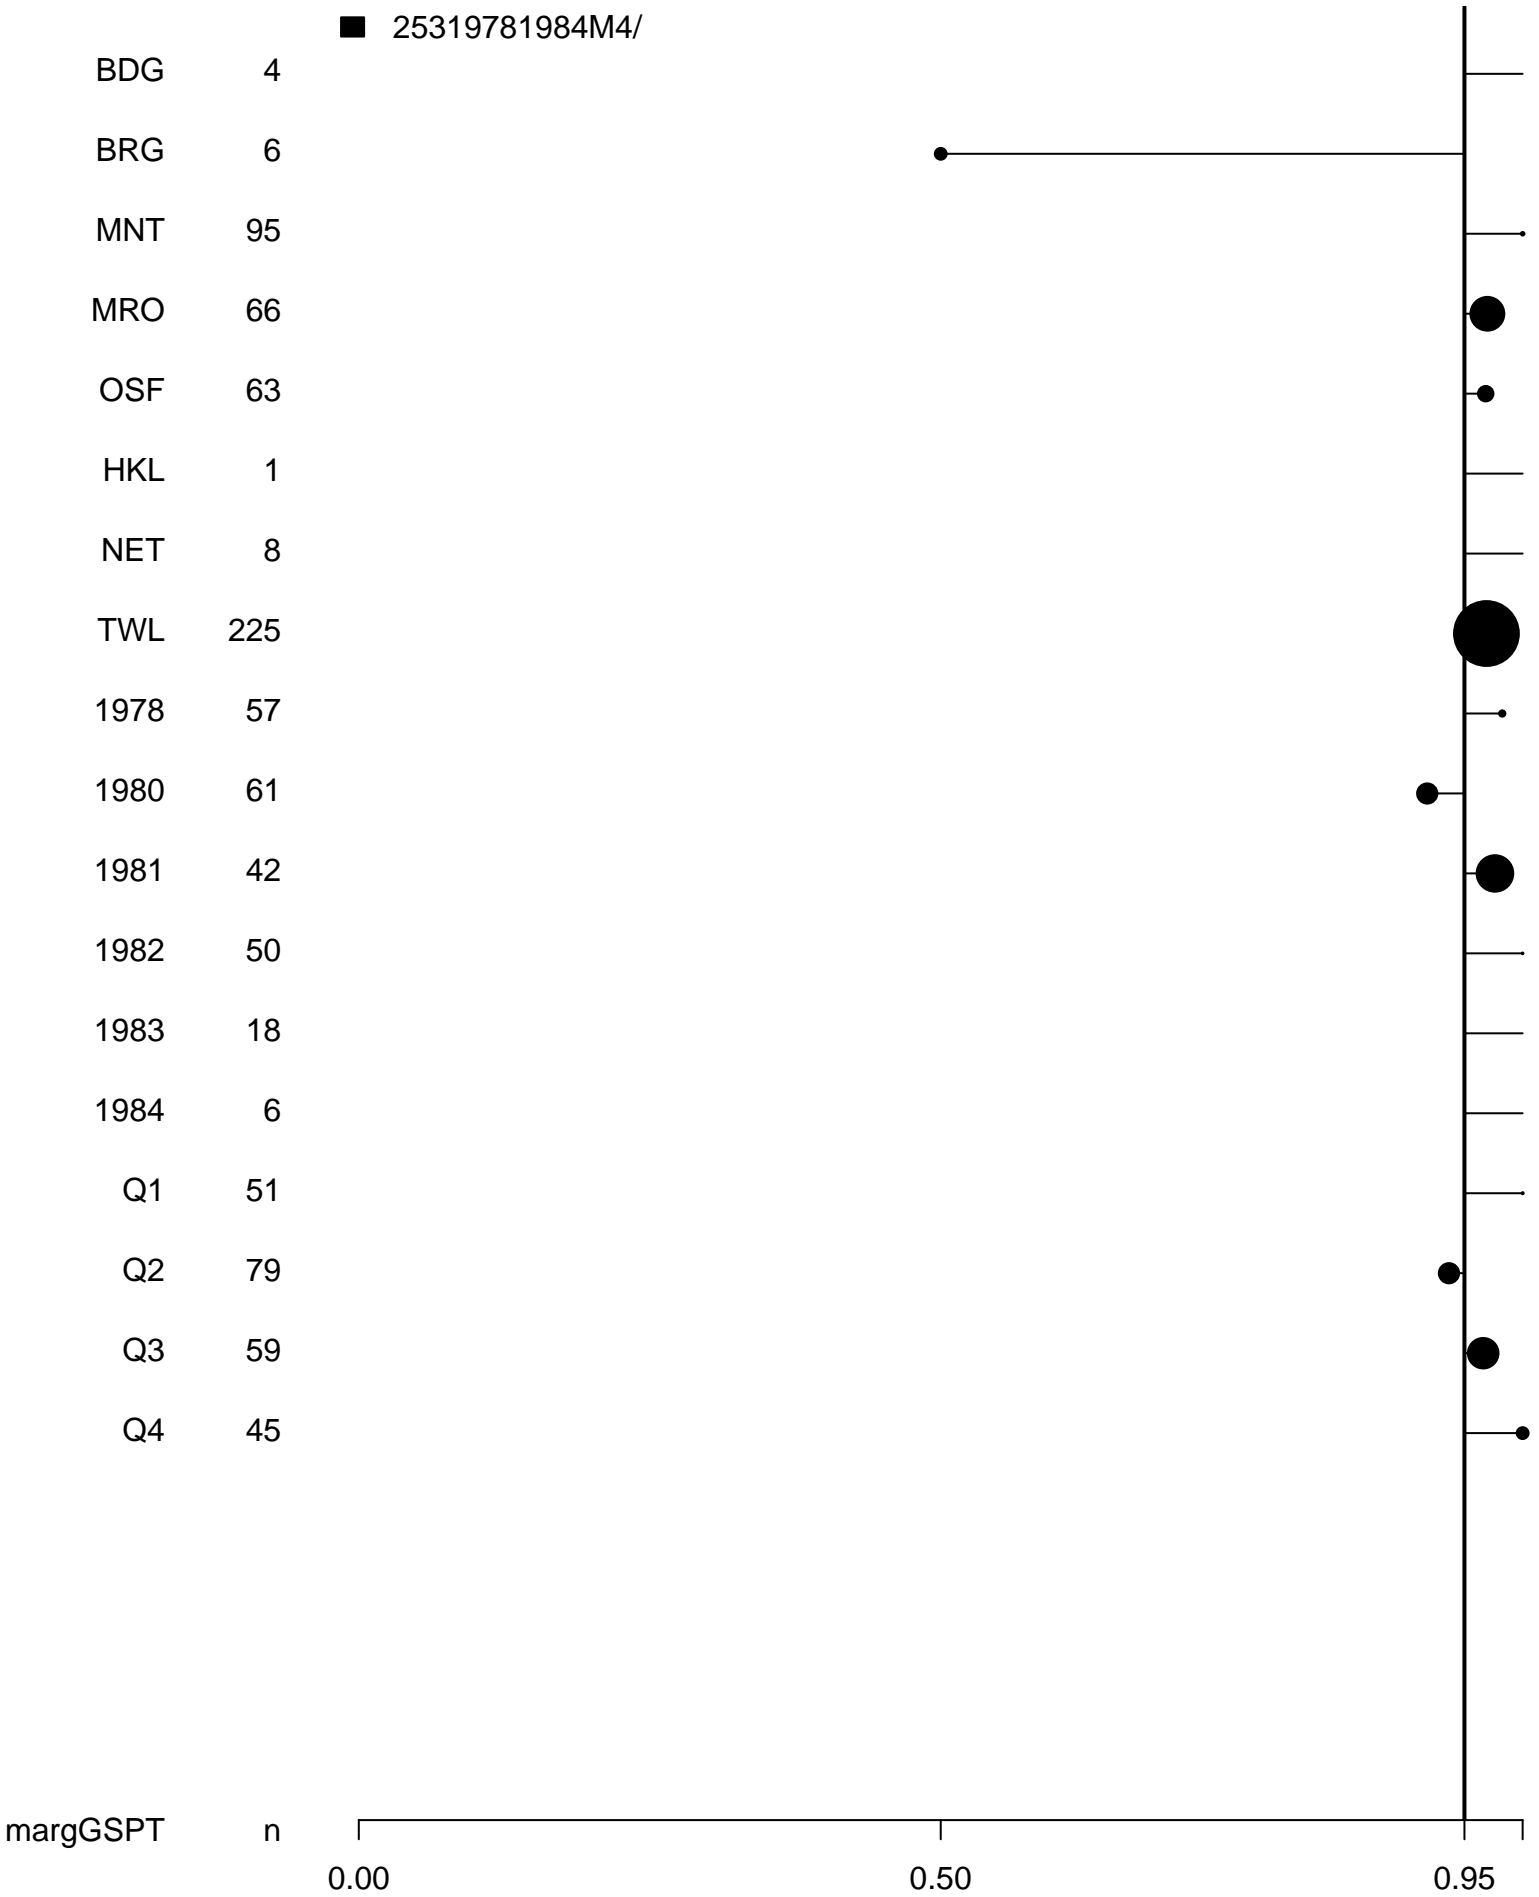 25319781984M4/
BDG 4
BRG 6
MNT 95
MRO 66
OSF 63
HKL 1
NET 8
TWL 225
1978 57
1980 61
1981 42
1982 50
1983 18
1984 6
Q1 51
Q2 79
Q3 59
Q4 45
margGSPT n
0.00 0.50 0.95